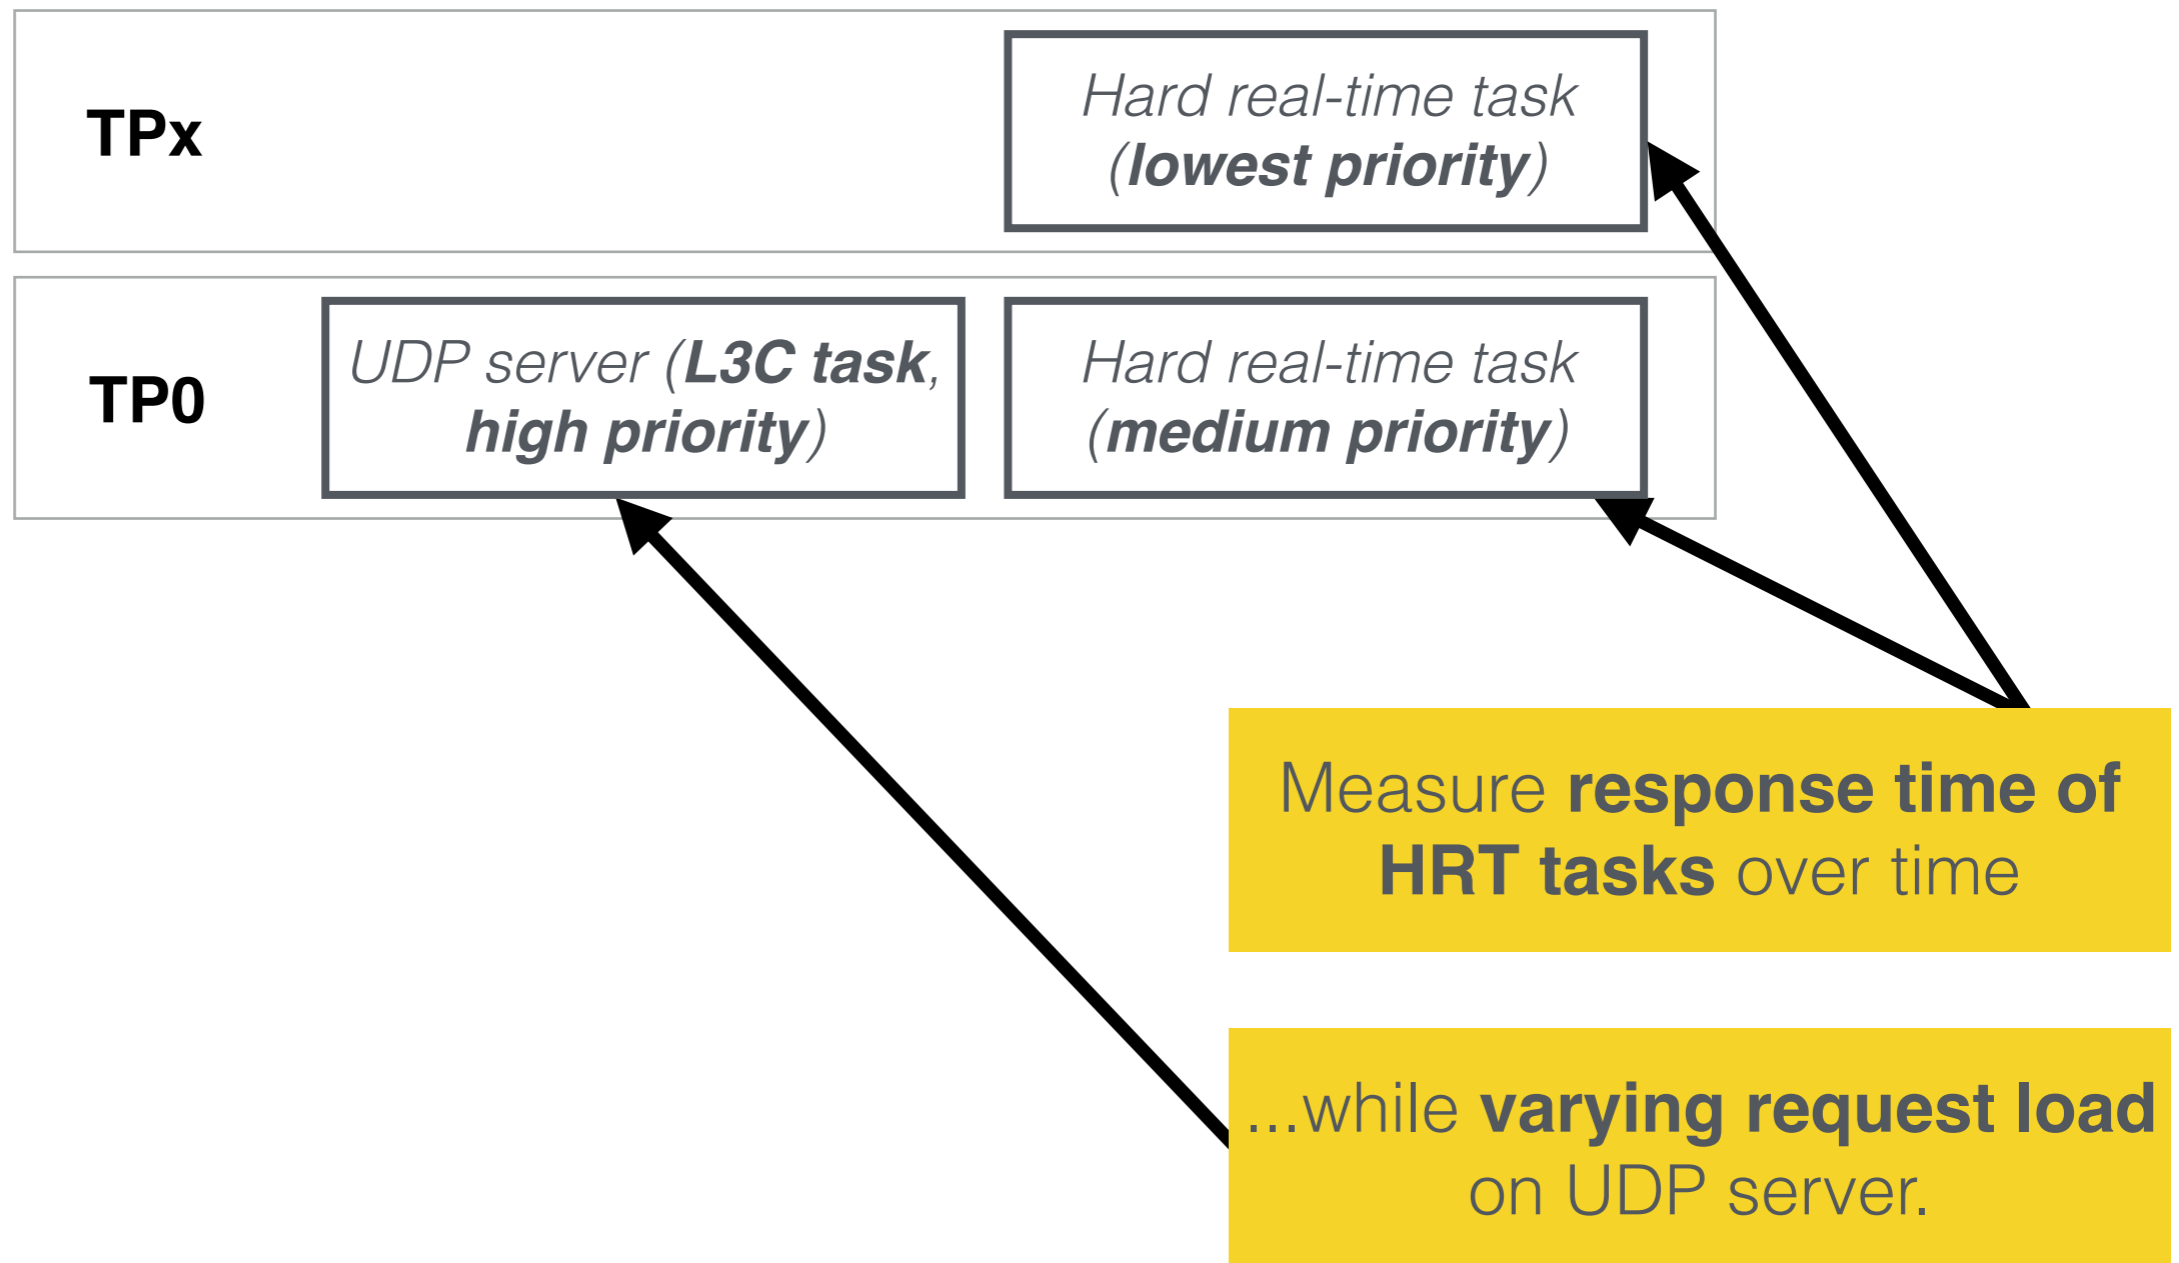 TPx
Hard real-time task
(lowest priority)
TP0
UDP server (L3C task,
high priority)
Hard real-time task
(medium priority)
Measure response time of
HRT tasks over time
...while varying request load
on UDP server.